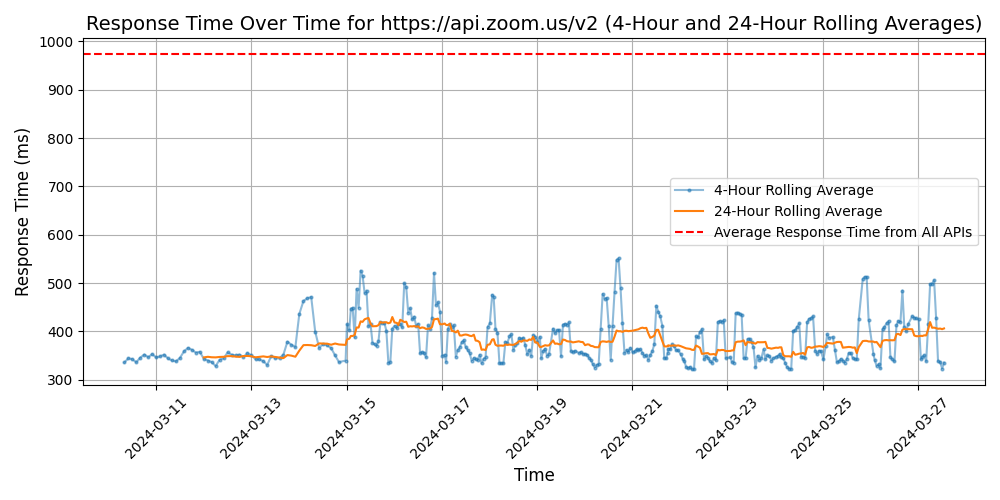 Response Time Over Time for https://api.zoom.us/v2 (4-Hour and 24-Hour Rolling Averages)
Response Time (ms)
1000
900
800
700
600
500
400
300
4-Hour Rolling Average
24-Hour Rolling Average
Average Response Time from All APIs
2024-03-11
2024-03-13
2024-03-15
2024-03-17
2024-03-19
2024-03-21
2024-03-23
2024-03-25
2024-03-27
Time